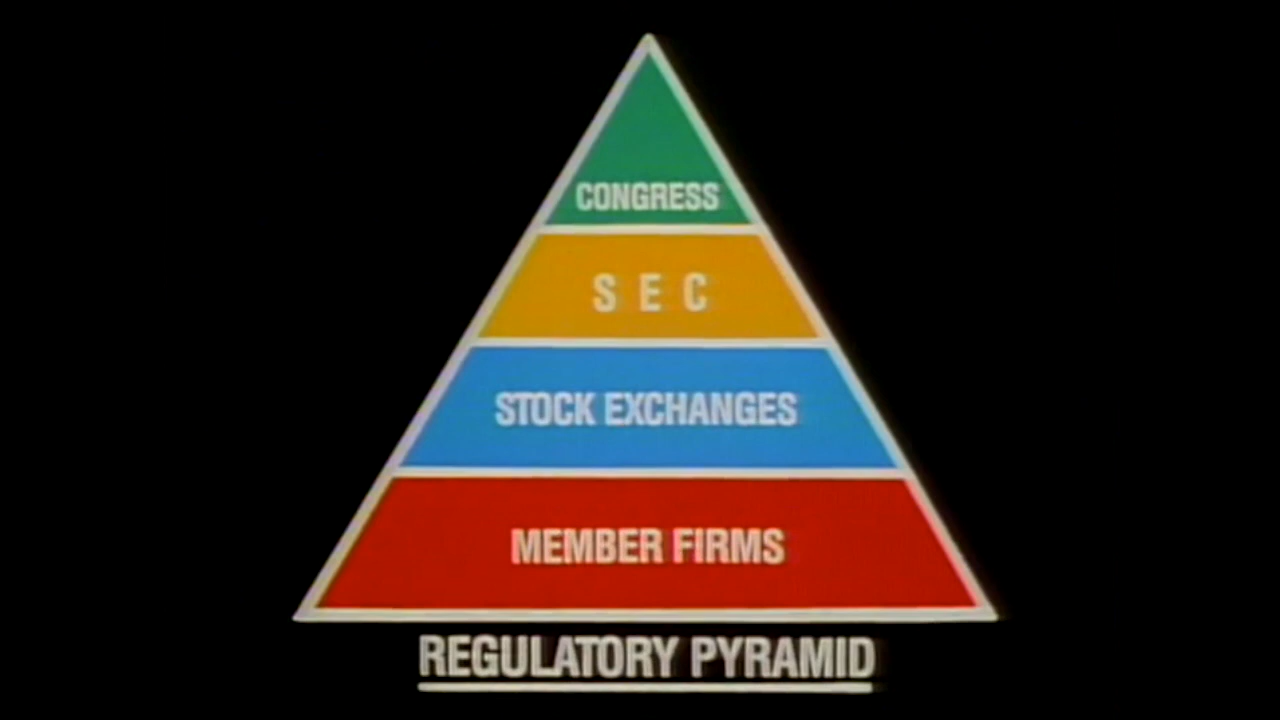 CONGRESS
S E C
STOCK EXCHANGES
MEMBER FIRMS
REGULATORY PYRAMID